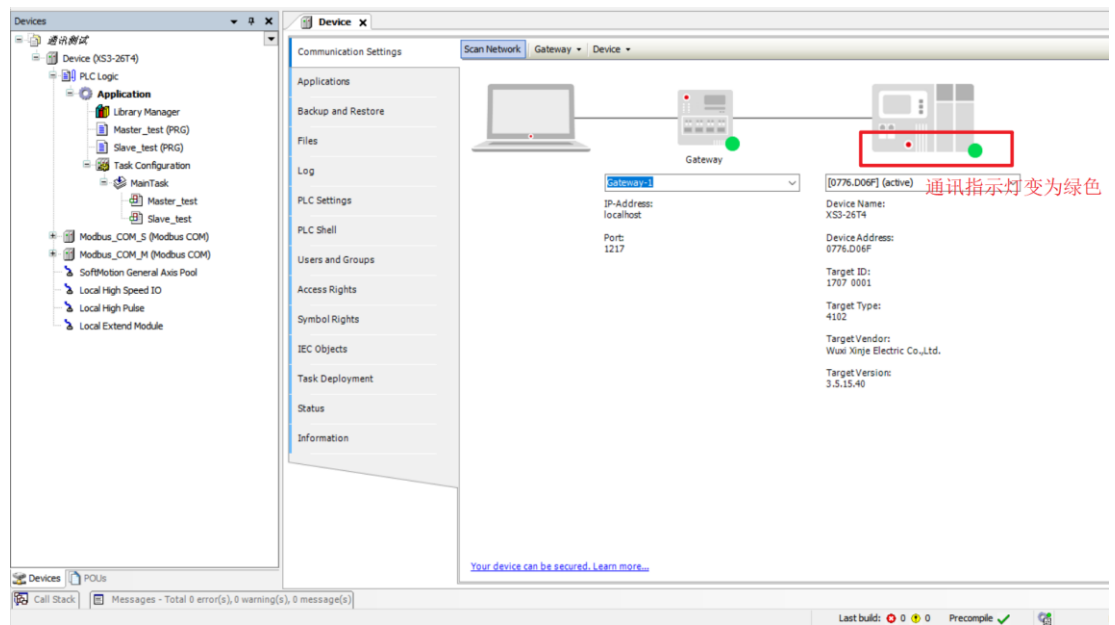 Devices
通讯测试
Device (XS3-26T4)
PLC Logic
Application
Library Manager
Master_test (PRG)
Slave_test (PRG)
Task Configuration
MainTask
Master_test
Slave_test
Modbus_COM_S (Modbus COM)
Modbus_COM_M (Modbus COM)
SoftMotion General Axis Pool
Local High Speed IO
Local High Pulse
Local Extend Module
Devices
POUs
Device
Communication Settings
Applications
Backup and Restore
Files
Log
PLC Settings
PLC Shell
Users and Groups
Access Rights
Symbol Rights
IEC Objects
Task Deployment
Status
Information
Scan Network Gateway Device
Gateway
Gateway-1
IP-Address:
localhost
Port:
1217
[0776.D06F] (active)
通讯指示灯变为绿色
Device Name:
XS3-26T4
Device Address:
0776.D06F
Target ID:
1707 0001
Target Type:
4102
Target Vendor:
Wuxi Xinje Electric Co.,Ltd.
Target Version:
3.5.15.40
Your device can be secured. Learn more...
Call Stack
Messages - Total 0 error(s), 0 warning(s), 0 message(s)
Last build: 0 0 Precompile